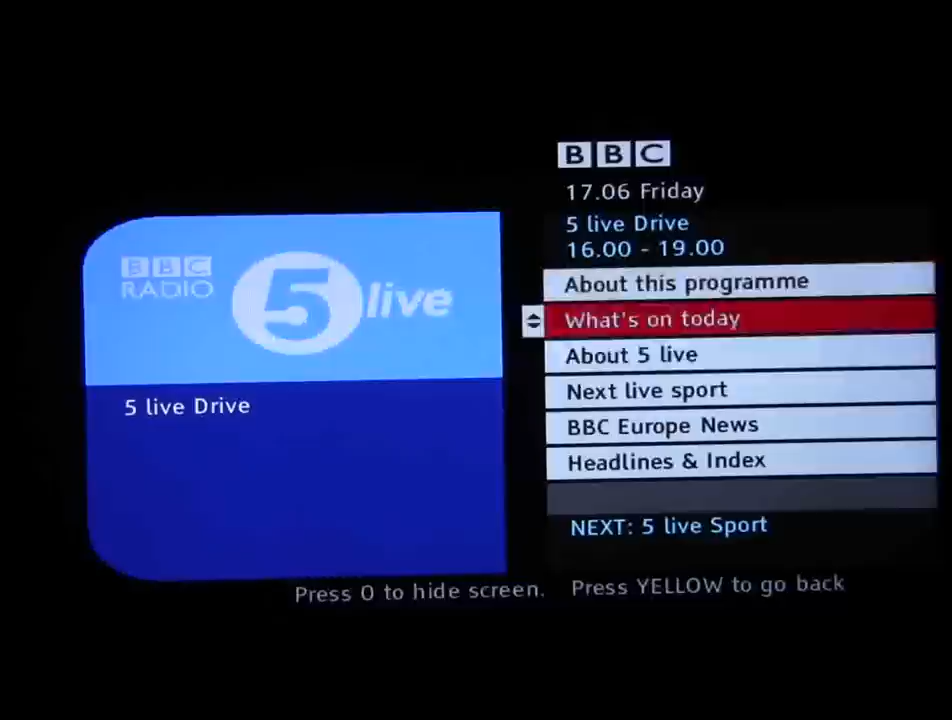 BBC
17.06 Friday
5 live Drive
16.00 - 19.00
About this programme
What's on today
About 5 live
Next live sport
BBC Europe News
Headlines & Index
NEXT: 5 live Sport
BBC
RADIO
5 live
5 live Drive
Press 0 to hide screen. Press YELLOW to go back